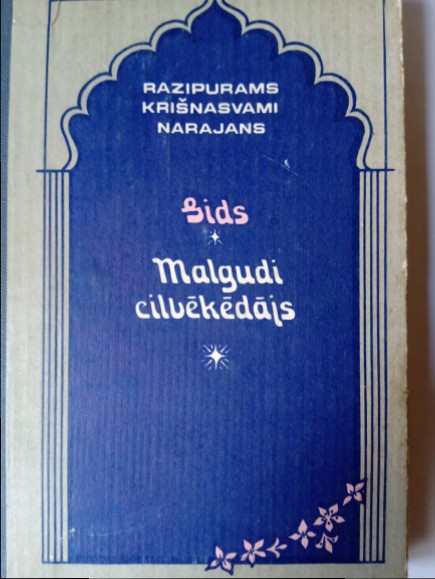 RAZIPURAMS
KRIŠNASVAMI
NARAJANS
Gids
Malgudi
cilvēkēdājs